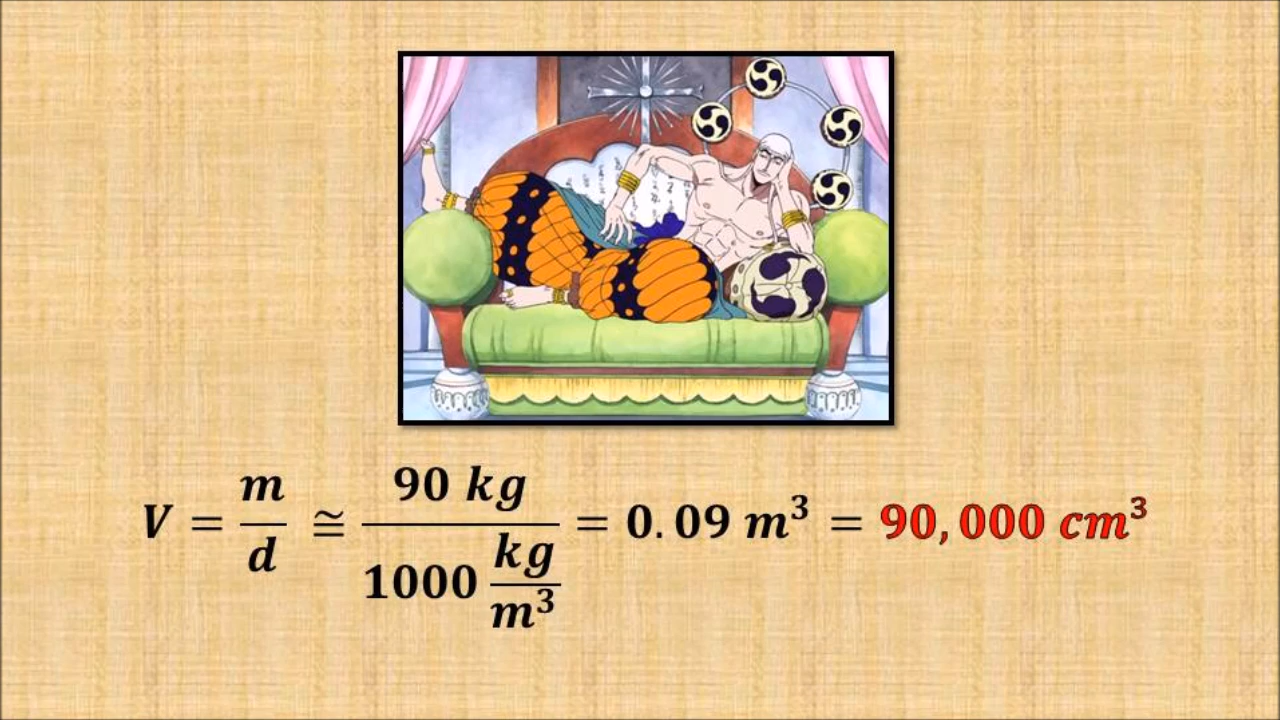 V = m/d ≅ 90 kg / 1000 kg/m³ = 0.09 m³ = 90,000 cm³